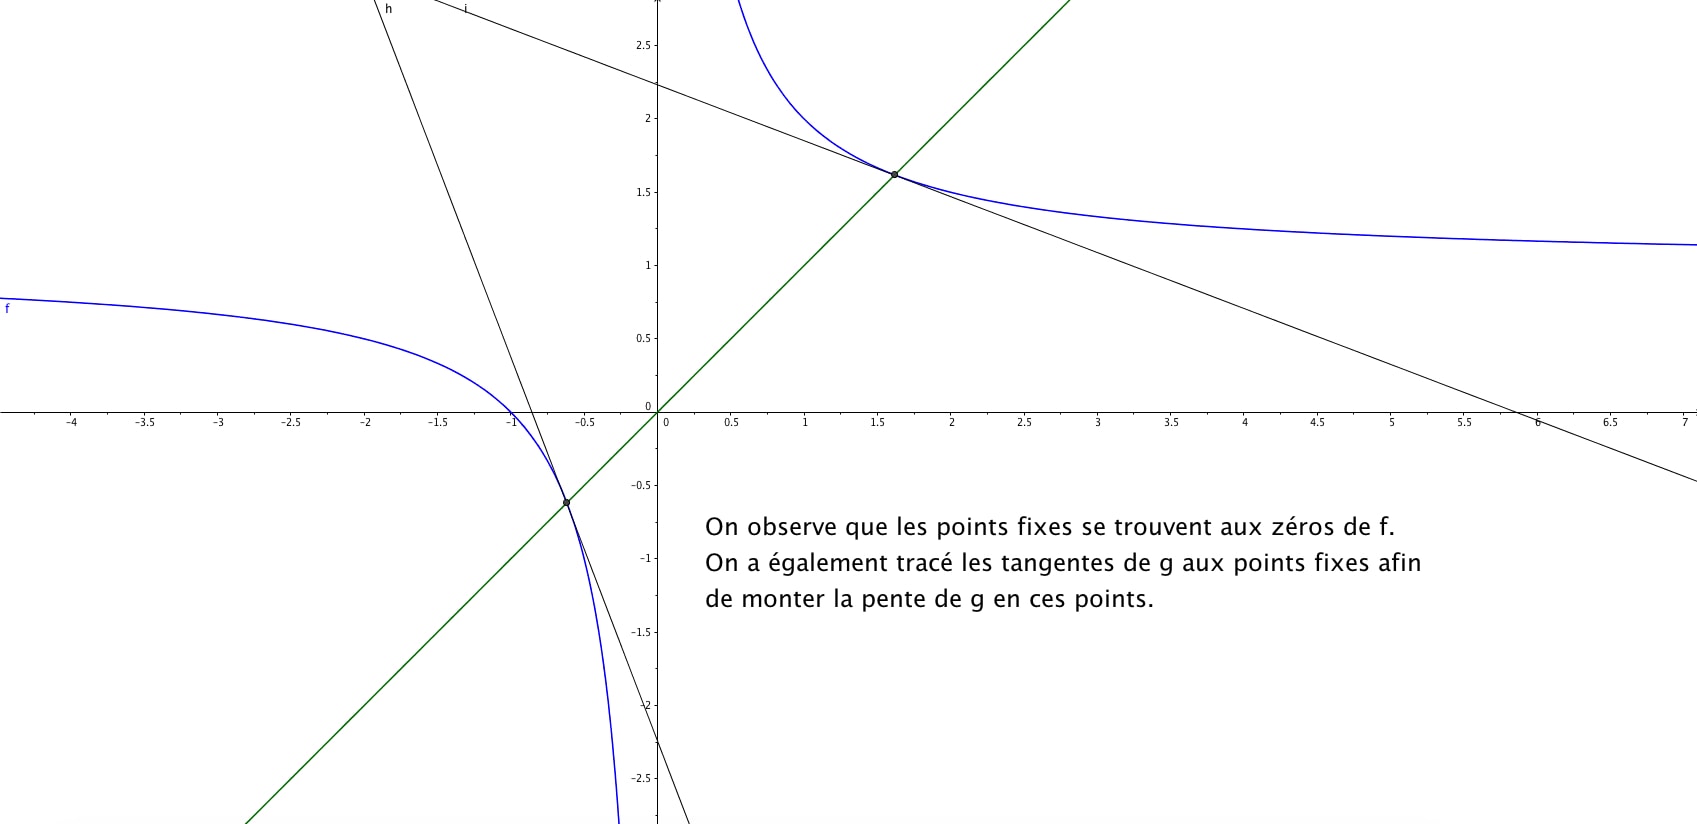 h i
2.5
2
1.5
1
f
0.5
0
-4 -3.5 -3 -2.5 -2 -1.5 -1 -0.5 0 0.5 1 1.5 2 2.5 3 3.5 4 4.5 5 5.5 6 6.5 7
-0.5
On observe que les points fixes se trouvent aux zéros de f.
-1
On a également tracé les tangentes de g aux points fixes afin
de monter la pente de g en ces points.
-1.5
-2
-2.5